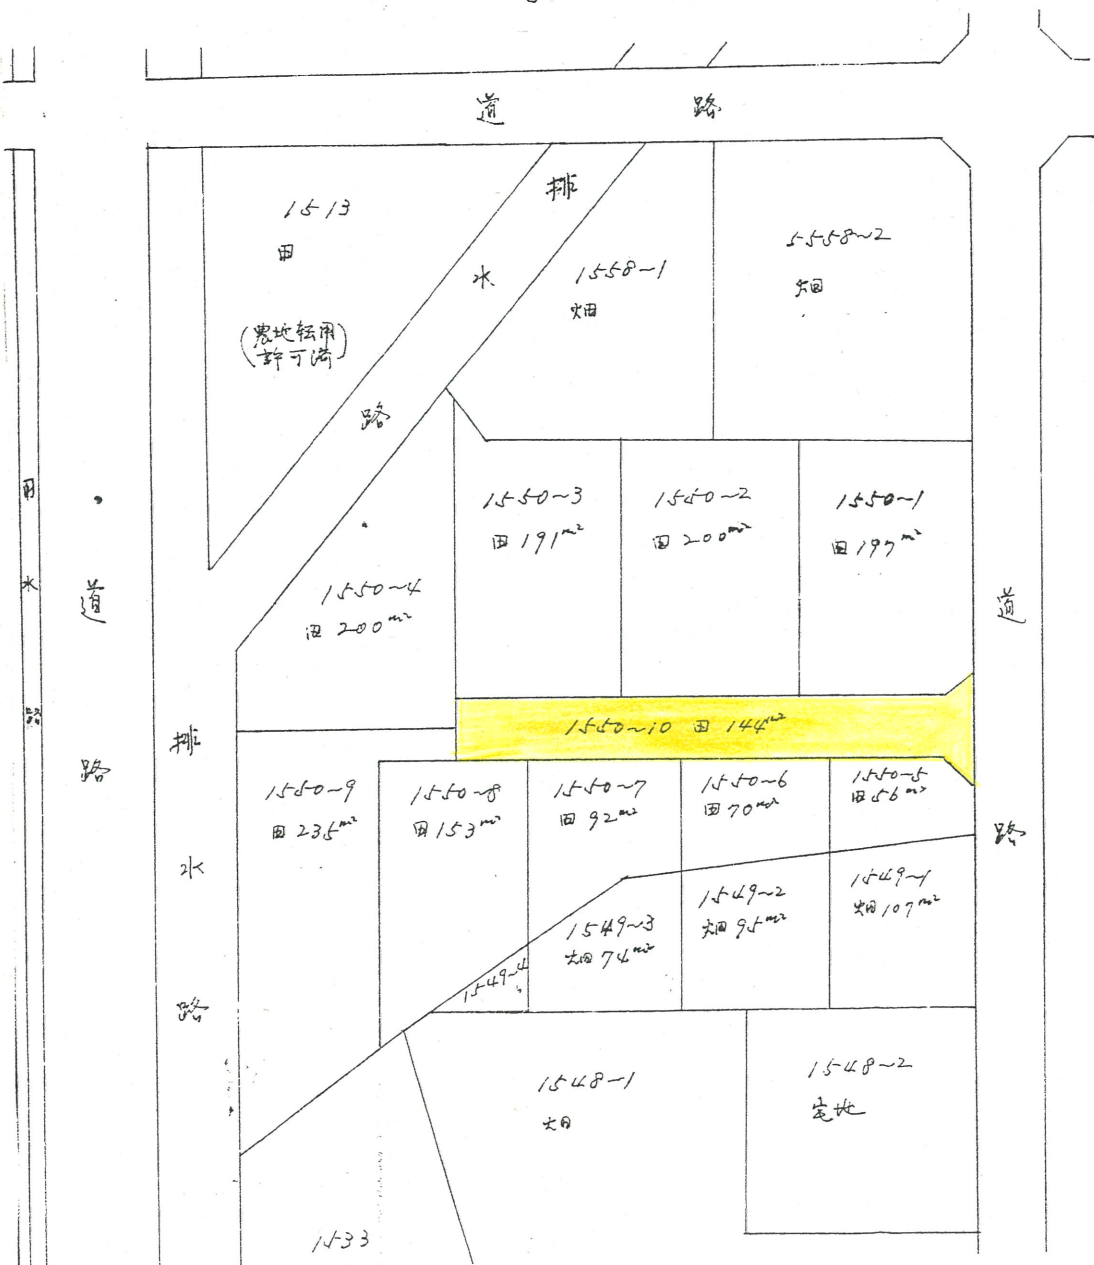 道路
排水路
1513
田
(農地転用
許可済)
1558~1
畑
5558~2
畑
用水路
道路
排水路
1550~4
田 200m²
1550~3
田 191m²
1550~2
田 200m²
1550~1
田 197m²
道路
1550~10 田 144m²
1550~9
田 235m²
1550~8
田 153m²
1550~7
田 92m²
1550~6
田 70m²
1550~5
田 56m²
1549~4
1549~3
畑 74m²
1549~2
畑 95m²
1549~1
畑 107m²
1548~1
畑
1548~2
宅地
1533